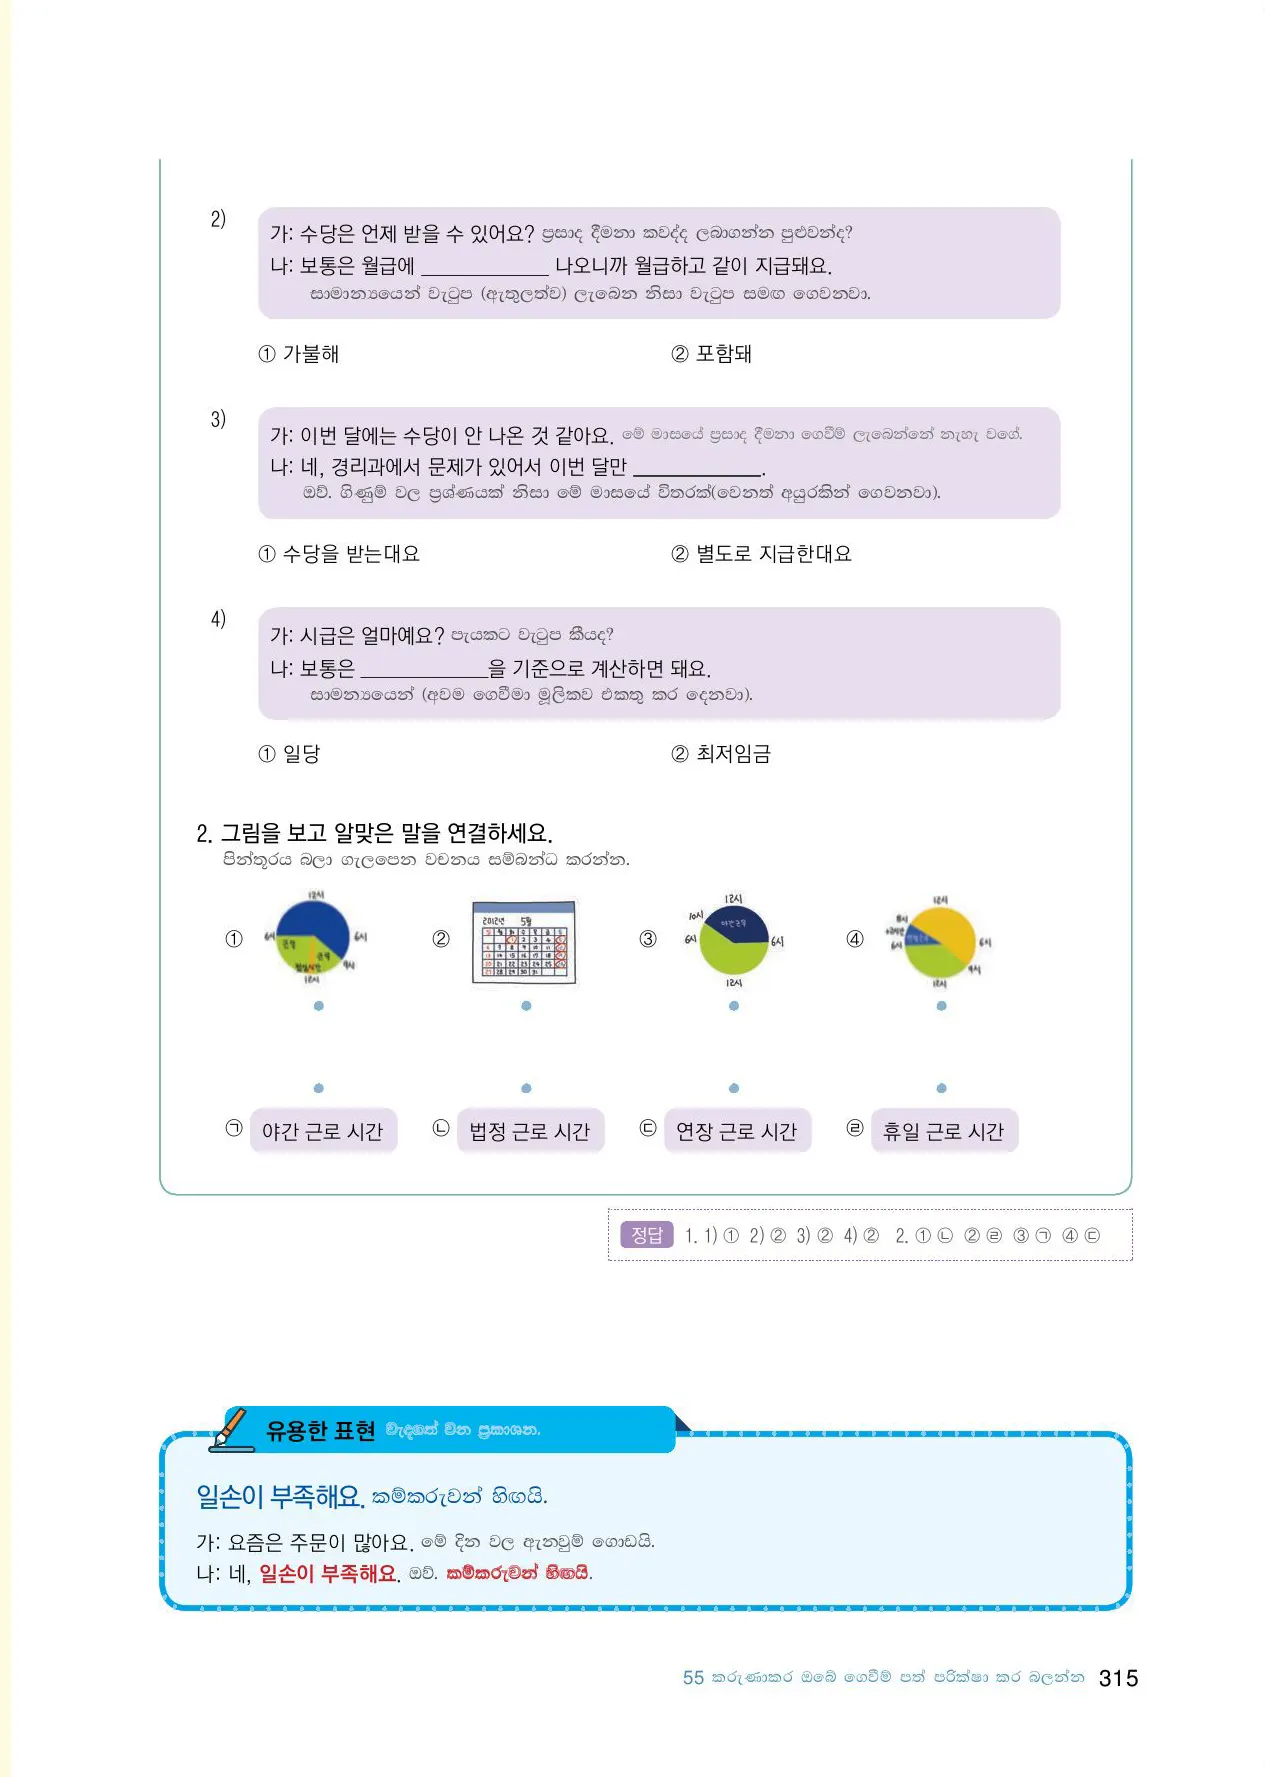 2)
가: 수당은 언제 받을 수 있어요? ප්‍රසාද දීමනා කවද්ද ලබාගන්න පුළුවන්ද?
나: 보통은 월급에 ____________ 나오니까 월급하고 같이 지급돼요.
සාමාන්‍යයෙන් වැටුප (ඇතුලත්ව) ලැබෙන නිසා වැටුප සමඟ ගෙවනවා.
① 가불해 ② 포함돼
3)
가: 이번 달에는 수당이 안 나온 것 같아요. මේ මාසයේ ප්‍රසාද දීමනා ගෙවීම් ලැබෙන්නේ නැහැ වගේ.
나: 네, 경리과에서 문제가 있어서 이번 달만 ____________.
ඔව්. ගිණුම් වල ප්‍රශ්ණයක් නිසා මේ මාසයේ විතරක්(වෙනත් අයුරකින් ගෙවනවා).
① 수당을 받는대요 ② 별도로 지급한대요
4)
가: 시급은 얼마예요? පැයකට වැටුප කීයද?
나: 보통은 ____________을 기준으로 계산하면 돼요.
සාමන්‍යයෙන් (අවම ගෙවීමා මූලිකව එකතු කර දෙනවා).
① 일당 ② 최저임금
2. 그림을 보고 알맞은 말을 연결하세요.
පින්තූරය බලා ගැලපෙන වචනය සම්බන්ධ කරන්න.
① ② ③ ④
12시
6시 6시
근무 근무
9시
12시
2012년 5월
12시
10시 야간근무
6시 6시
12시
12시
8시
6시 6시
9시
12시
㉠ 야간 근로 시간 ㉡ 법정 근로 시간 ㉢ 연장 근로 시간 ㉣ 휴일 근로 시간
정답 1. 1) ① 2) ② 3) ② 4) ② 2. ① ㉡ ② ㉣ ③ ㉠ ④ ㉢
유용한 표현 වැදගත් වන ප්‍රකාශන.
일손이 부족해요. කම්කරුවන් හිඟයි.
가: 요즘은 주문이 많아요. මේ දින වල ඇනවුම් ගොඩයි.
나: 네, 일손이 부족해요. ඔව්. කම්කරුවන් හිඟයි.
55 කරුණාකර ඔබේ ගෙවීම් පත් පරික්ෂා කර බලන්න 315